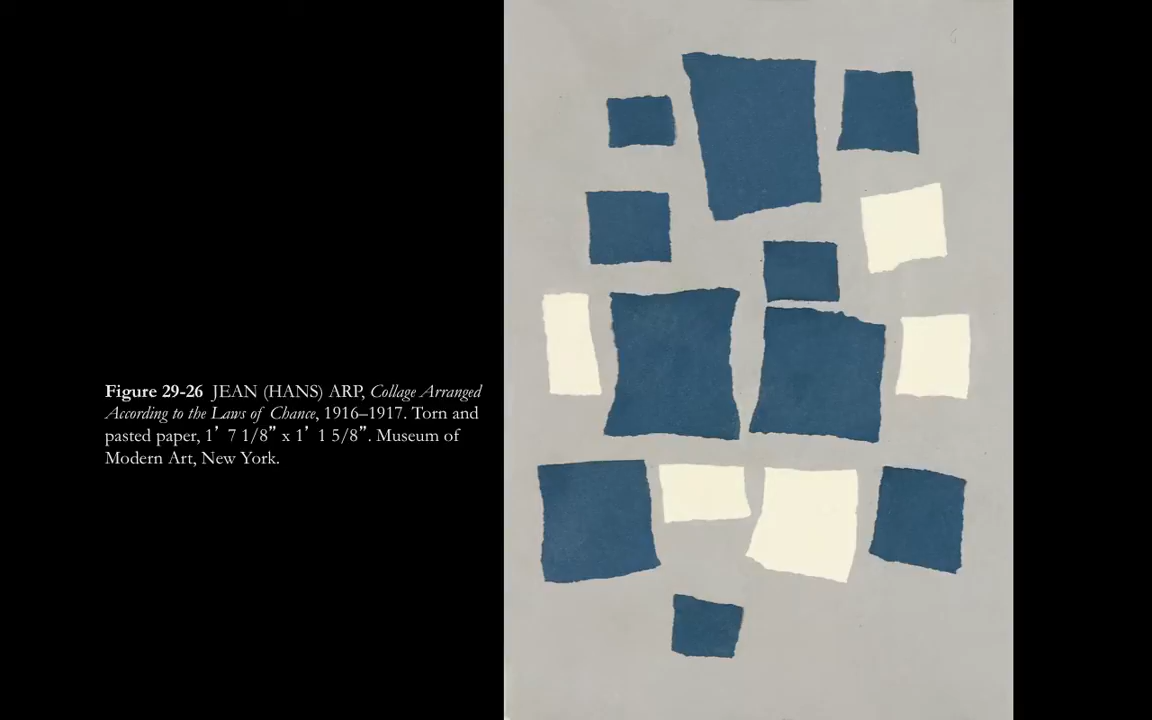 Figure 29-26 JEAN (HANS) ARP, Collage Arranged
According to the Laws of Chance, 1916–1917. Torn and
pasted paper, 1’ 7 1/8” x 1’ 1 5/8”. Museum of
Modern Art, New York.